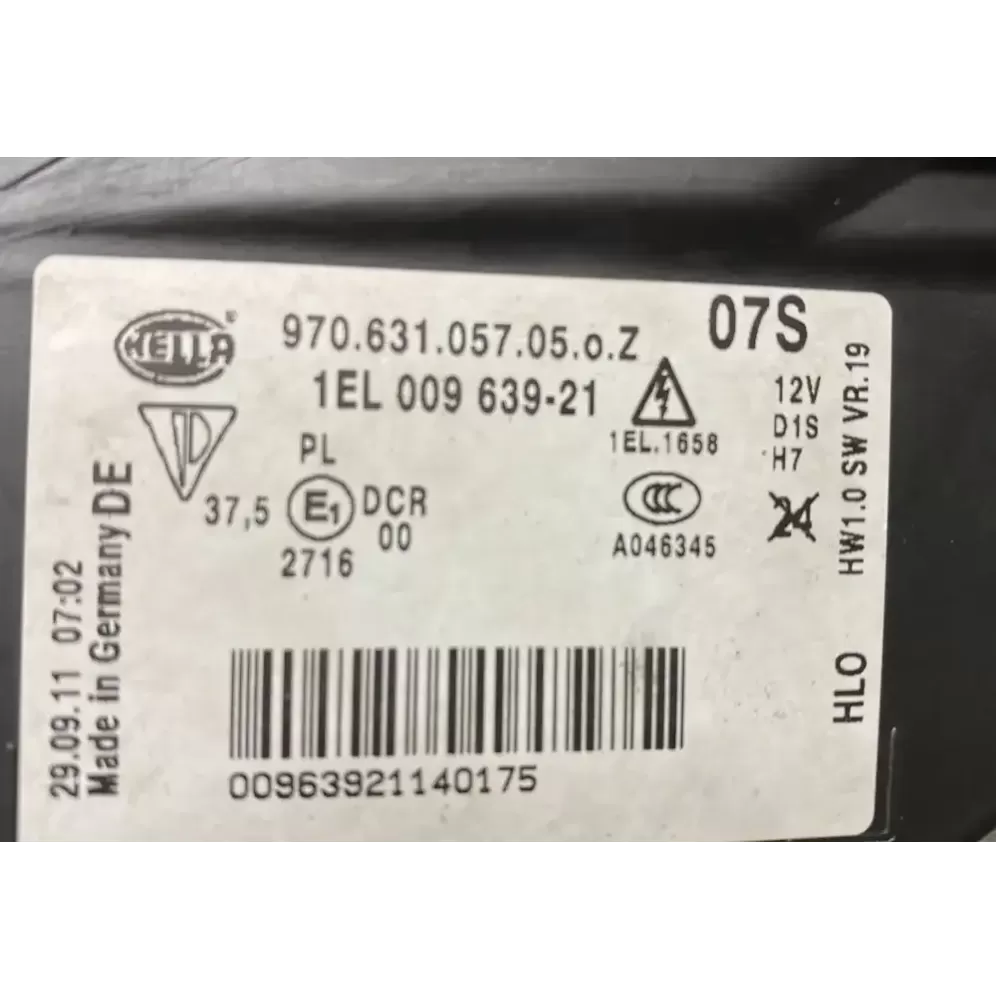 HELLA®
970.631.057.05.o.Z
1EL 009 639-21
07S
1EL.1658
12V
D1S
H7
24
PL
37,5
E1
DCR
00
2716
CCC
A046345
HW1.0 SW VR.19
HLO
29.09.11 07:02
Made in Germany DE
00963921140175